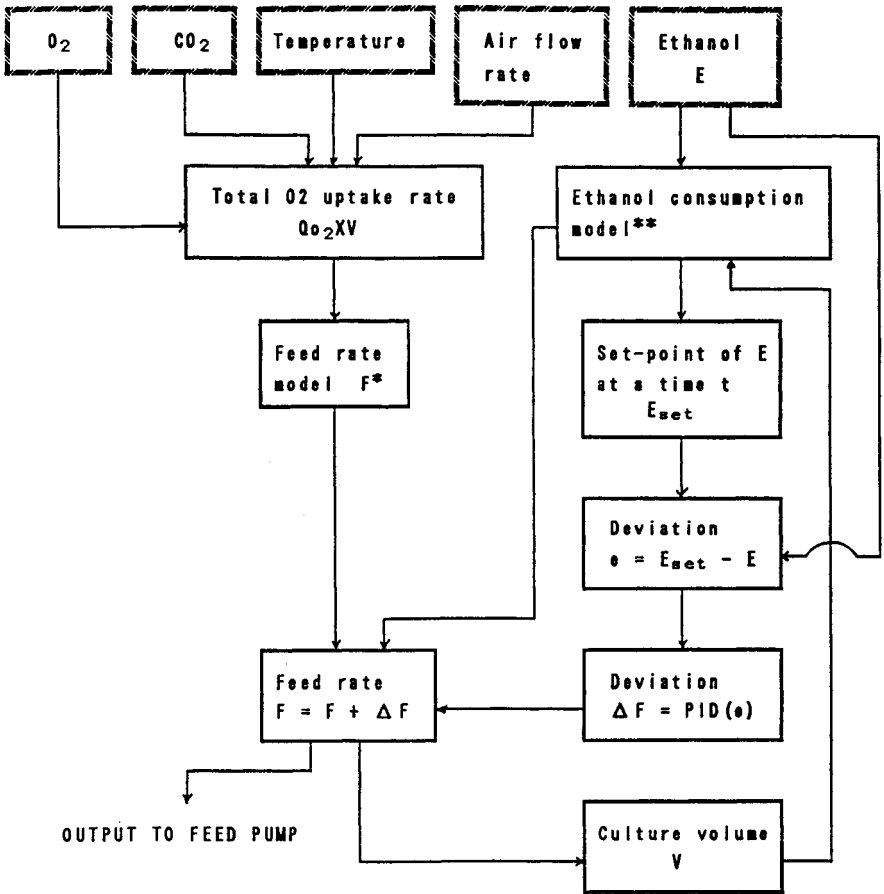 O₂
CO₂
Temperature
Air flow
rate
Ethanol
E
Total O2 uptake rate
Qo₂XV
Ethanol consumption
model**
Feed rate
model F*
Set-point of E
at a time t
Eset
Deviation
e = Eset - E
Feed rate
F = F + ΔF
Deviation
ΔF = PID(e)
OUTPUT TO FEED PUMP
Culture volume
V